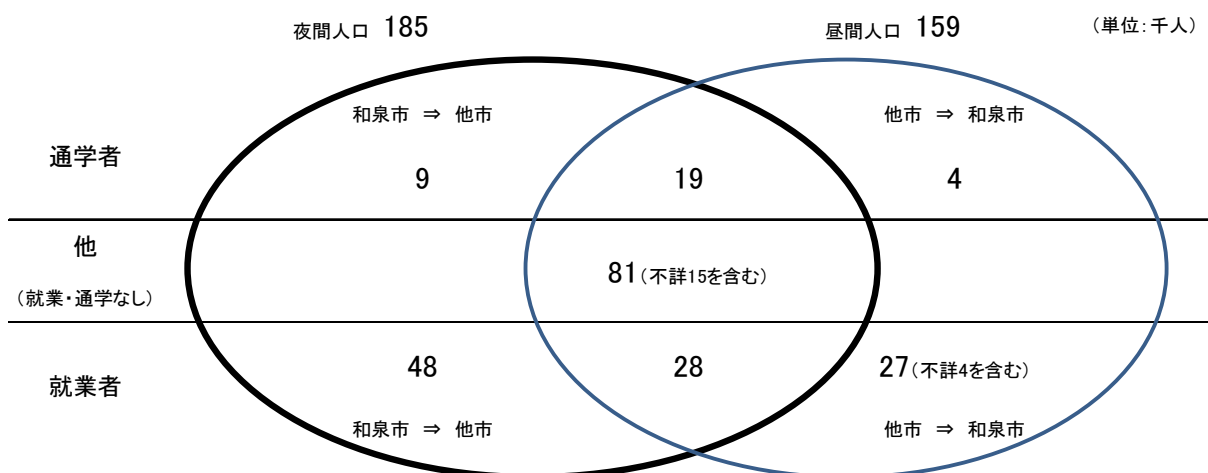 夜間人口 185 昼間人口 159 (単位:千人)
和泉市 ⇒ 他市 他市 ⇒ 和泉市
通学者
9 19 4
他
81(不詳15を含む)
(就業・通学なし)
48 28 27(不詳4を含む)
就業者
和泉市 ⇒ 他市 他市 ⇒ 和泉市